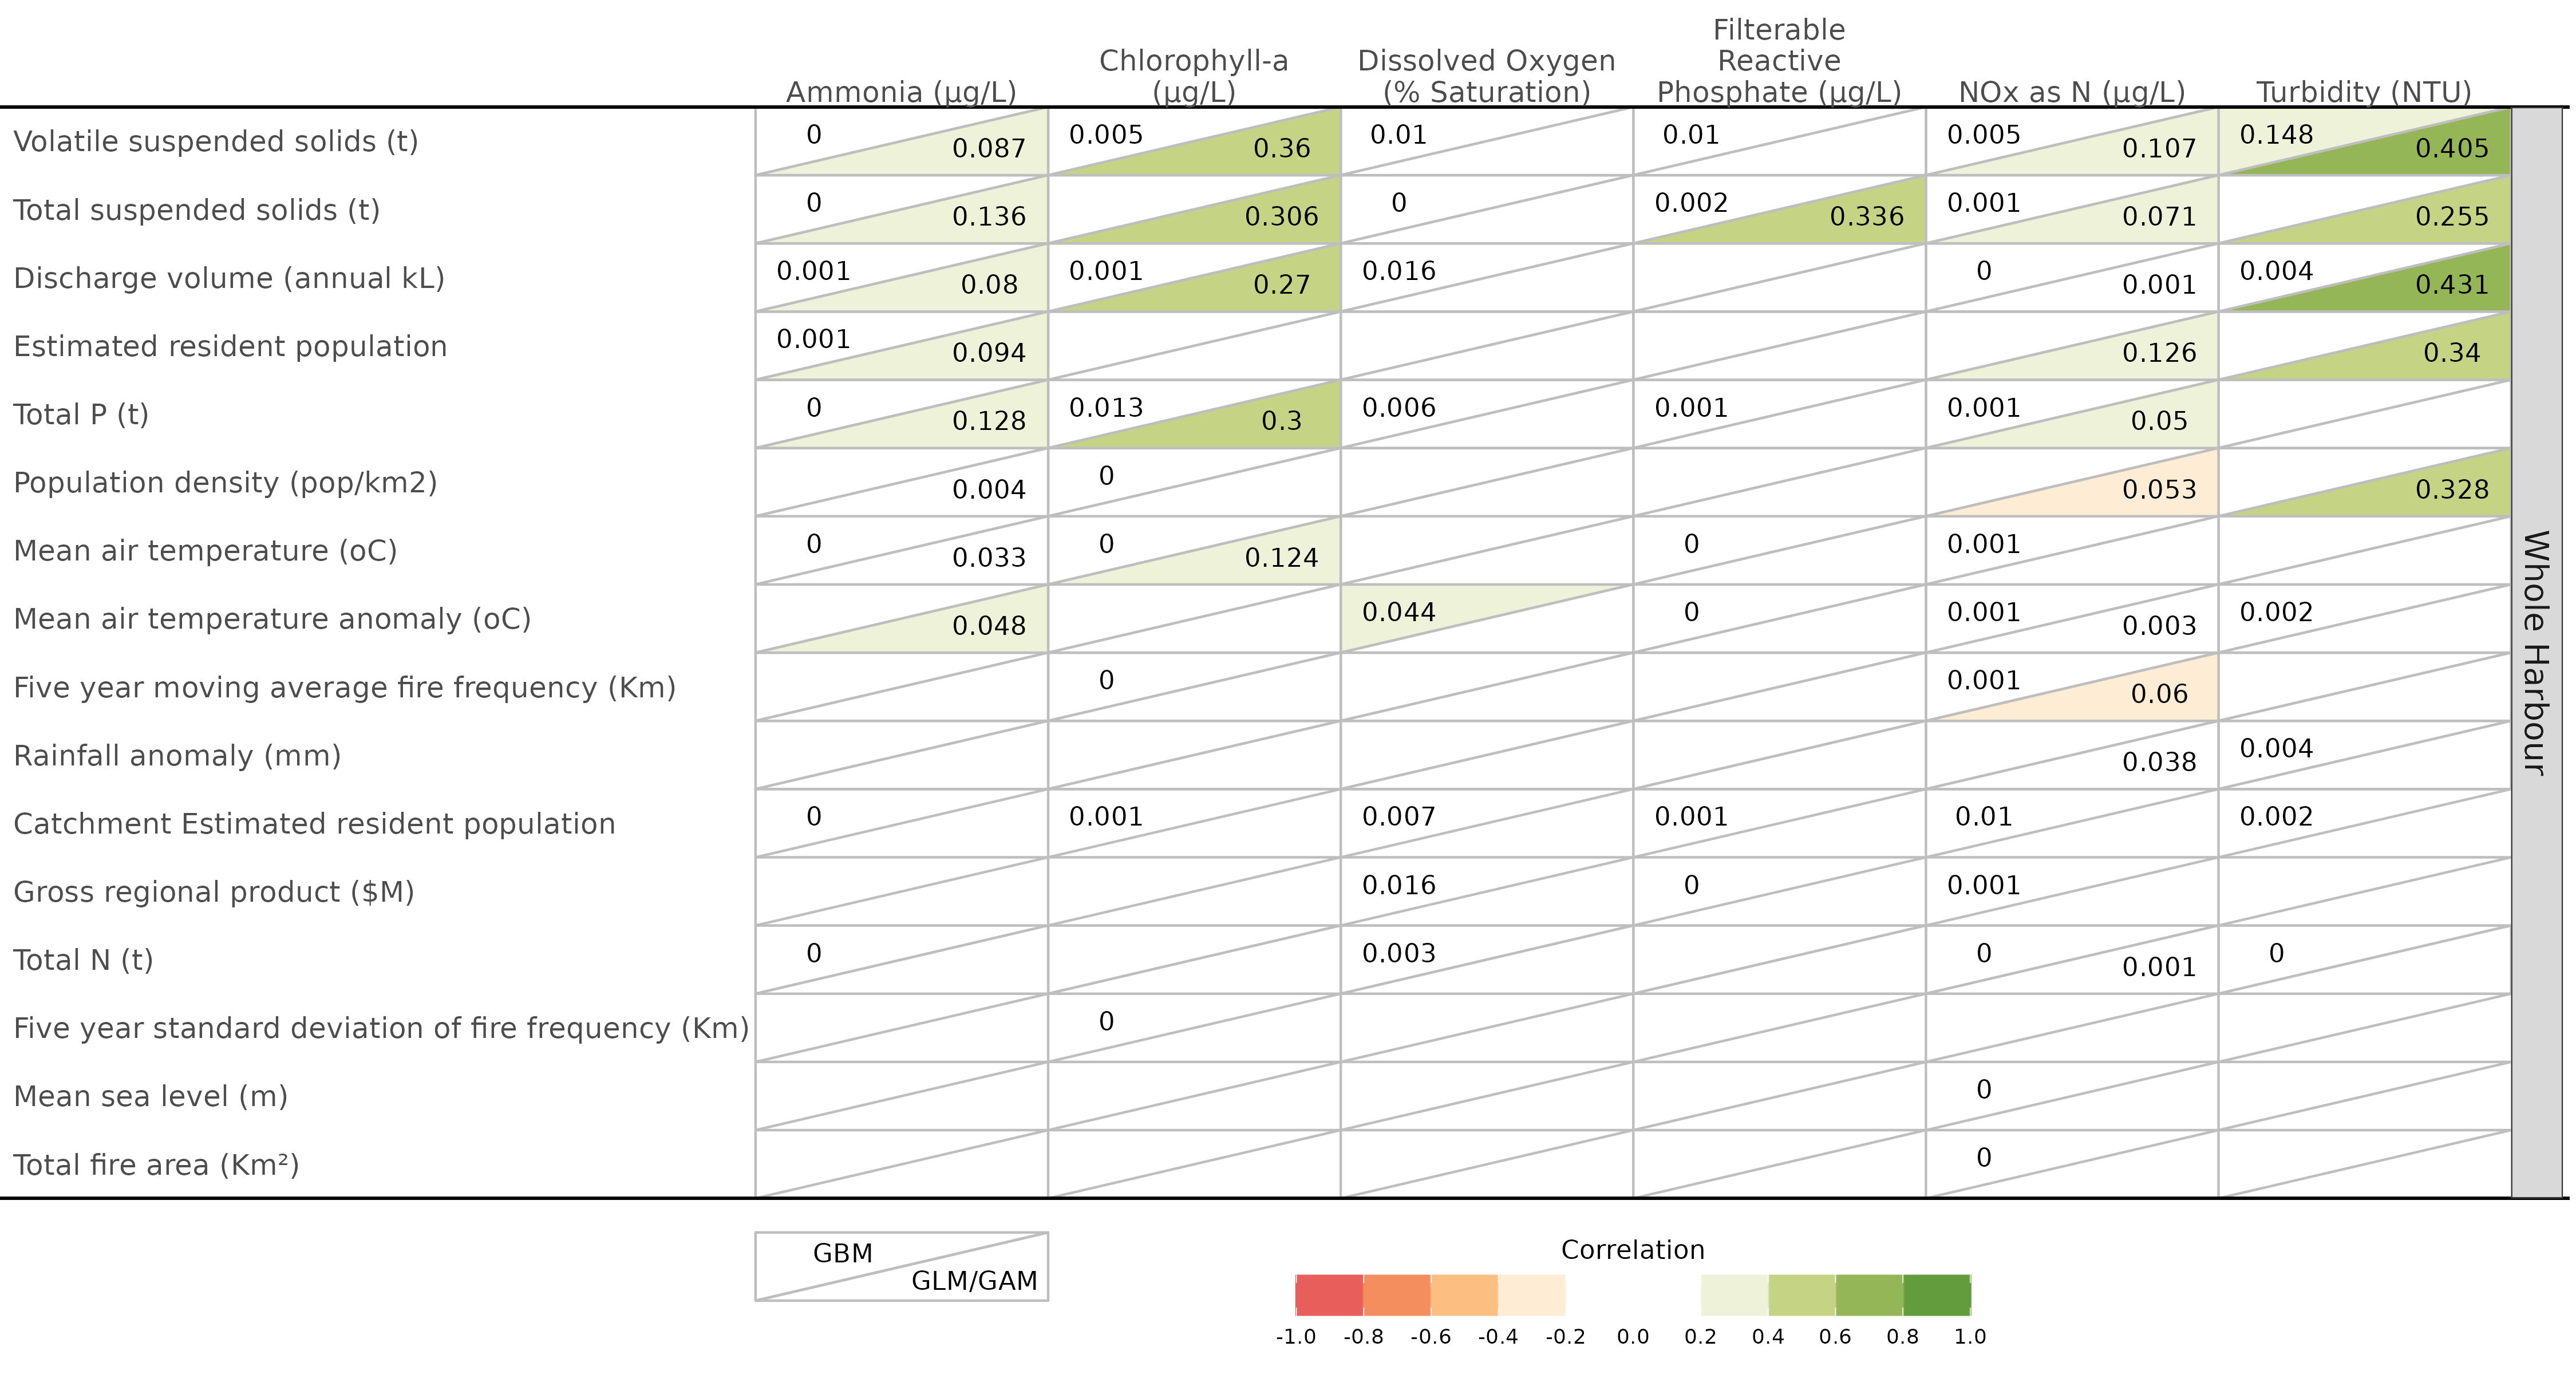 Filterable
Chlorophyll-a Dissolved Oxygen Reactive
Ammonia (µg/L) (µg/L) (% Saturation) Phosphate (µg/L) NOx as N (µg/L) Turbidity (NTU)
Volatile suspended solids (t) 0 0.087 0.005 0.36 0.01 0.01 0.005 0.107 0.148 0.405
Total suspended solids (t) 0 0.136 0.306 0 0.002 0.336 0.001 0.071 0.255
Discharge volume (annual kL) 0.001 0.08 0.001 0.27 0.016 0 0.001 0.004 0.431
Estimated resident population 0.001 0.094 0.126 0.34
Total P (t) 0 0.128 0.013 0.3 0.006 0.001 0.001 0.05
Population density (pop/km2) 0.004 0 0.053 0.328
Mean air temperature (oC) 0 0.033 0 0.124 0 0.001
Mean air temperature anomaly (oC) 0.048 0.044 0 0.001 0.003 0.002
Five year moving average fire frequency (Km) 0 0.001 0.06
Rainfall anomaly (mm) 0.038 0.004
Catchment Estimated resident population 0 0.001 0.007 0.001 0.01 0.002
Gross regional product ($M) 0.016 0 0.001
Total N (t) 0 0.003 0 0.001 0
Five year standard deviation of fire frequency (Km) 0
Mean sea level (m) 0
Total fire area (Km²) 0
Whole Harbour
GBM
GLM/GAM
Correlation
-1.0 -0.8 -0.6 -0.4 -0.2 0.0 0.2 0.4 0.6 0.8 1.0